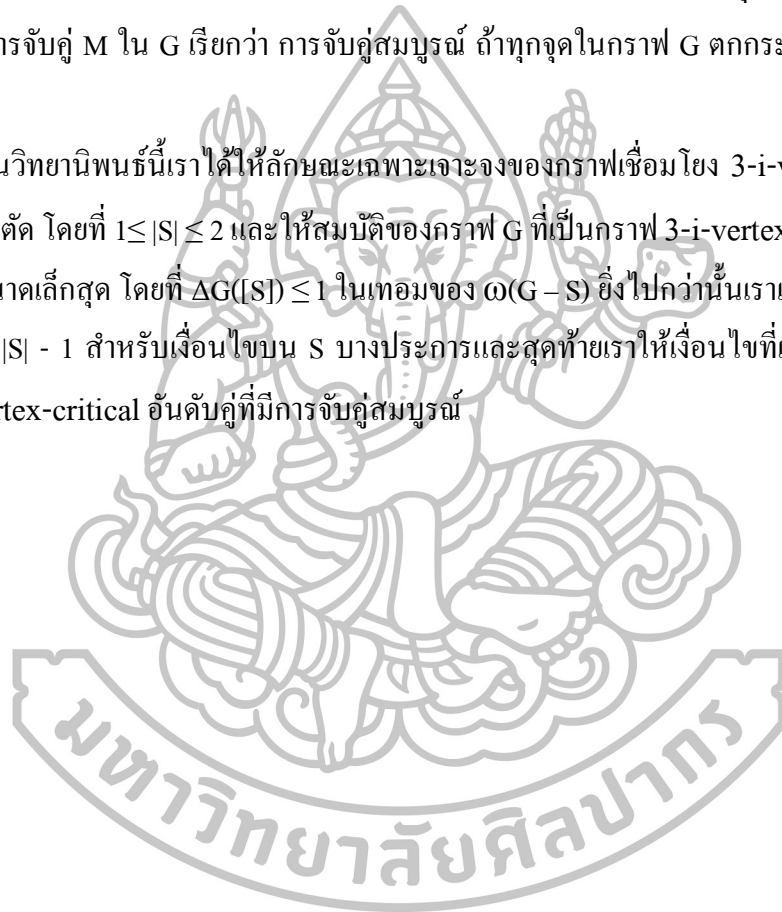 ารจับคู่ M ใน G เรียกว่า การจับคู่สมบูรณ์ ถ้าทุกจุดในกราฟ G ตกกระ
นวิทยานิพนธ์นี้เราได้ให้ลักษณะเฉพาะเจาะจงของกราฟเชื่อมโยง 3-i-v
ตัด โดยที่ 1≤ |S| ≤ 2 และให้สมบัติของกราฟ G ที่เป็นกราฟ 3-i-vertex
นาดเล็กสุด โดยที่ ΔG([S]) ≤ 1 ในเทอมของ ω(G – S) ยิ่งไปกว่านั้นเราแ
|S| - 1 สำหรับเงื่อนไขบน S บางประการและสุดท้ายเราให้เงื่อนไขที่เ
rtex-critical อันดับคู่ที่มีการจับคู่สมบูรณ์
มหาวิทยาลัยศิลปากร